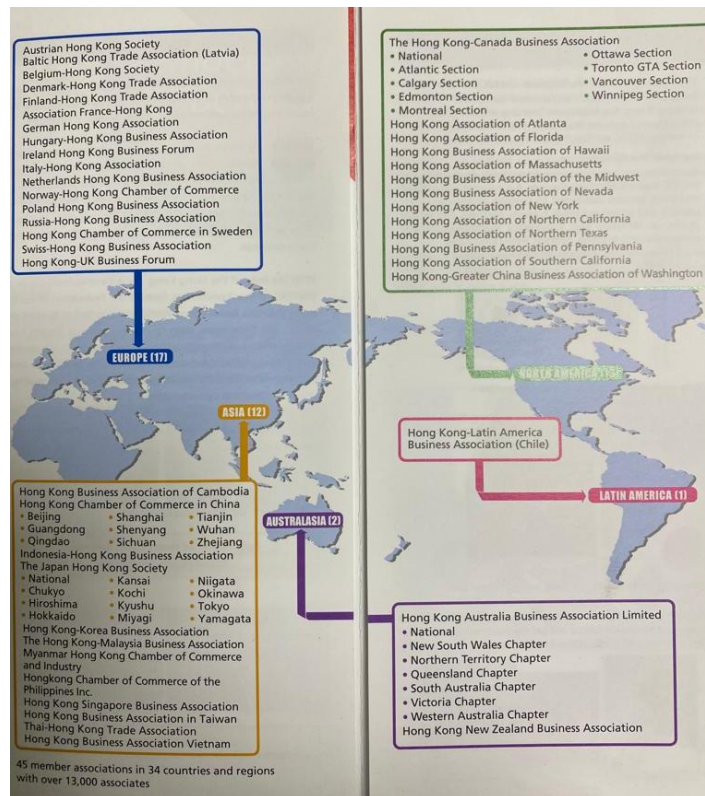 Austrian Hong Kong Society
Baltic Hong Kong Trade Association (Latvia)
Belgium-Hong Kong Society
Denmark-Hong Kong Trade Association
Finland-Hong Kong Trade Association
Association France-Hong Kong
German Hong Kong Association
Hungary-Hong Kong Business Association
Ireland Hong Kong Business Forum
Italy-Hong Kong Association
Netherlands Hong Kong Business Association
Norway-Hong Kong Chamber of Commerce
Poland Hong Kong Business Association
Russia-Hong Kong Business Association
Hong Kong Chamber of Commerce in Sweden
Swiss-Hong Kong Business Association
Hong Kong-UK Business Forum
EUROPE (17)
The Hong Kong-Canada Business Association
• National • Ottawa Section
• Atlantic Section • Toronto GTA Section
• Calgary Section • Vancouver Section
• Edmonton Section • Winnipeg Section
• Montreal Section
Hong Kong Association of Atlanta
Hong Kong Association of Florida
Hong Kong Business Association of Hawaii
Hong Kong Association of Massachusetts
Hong Kong Business Association of the Midwest
Hong Kong Business Association of Nevada
Hong Kong Association of New York
Hong Kong Association of Northern California
Hong Kong Association of Northern Texas
Hong Kong Business Association of Pennsylvania
Hong Kong Association of Southern California
Hong Kong-Greater China Business Association of Washington
NORTH AMERICA
ASIA (12)
Hong Kong Business Association of Cambodia
Hong Kong Chamber of Commerce in China
• Beijing • Shanghai • Tianjin
• Guangdong • Shenyang • Wuhan
• Qingdao • Sichuan • Zhejiang
Indonesia-Hong Kong Business Association
The Japan Hong Kong Society
• National • Kansai • Niigata
• Chukyo • Kochi • Okinawa
• Hiroshima • Kyushu • Tokyo
• Hokkaido • Miyagi • Yamagata
Hong Kong-Korea Business Association
The Hong Kong-Malaysia Business Association
Myanmar Hong Kong Chamber of Commerce
and Industry
Hongkong Chamber of Commerce of the
Philippines Inc.
Hong Kong Singapore Business Association
Hong Kong Business Association in Taiwan
Thai-Hong Kong Trade Association
Hong Kong Business Association Vietnam
Hong Kong-Latin America
Business Association (Chile)
LATIN AMERICA (1)
AUSTRALASIA (2)
Hong Kong Australia Business Association Limited
• National
• New South Wales Chapter
• Northern Territory Chapter
• Queensland Chapter
• South Australia Chapter
• Victoria Chapter
• Western Australia Chapter
Hong Kong New Zealand Business Association
45 member associations in 34 countries and regions
with over 13,000 associates